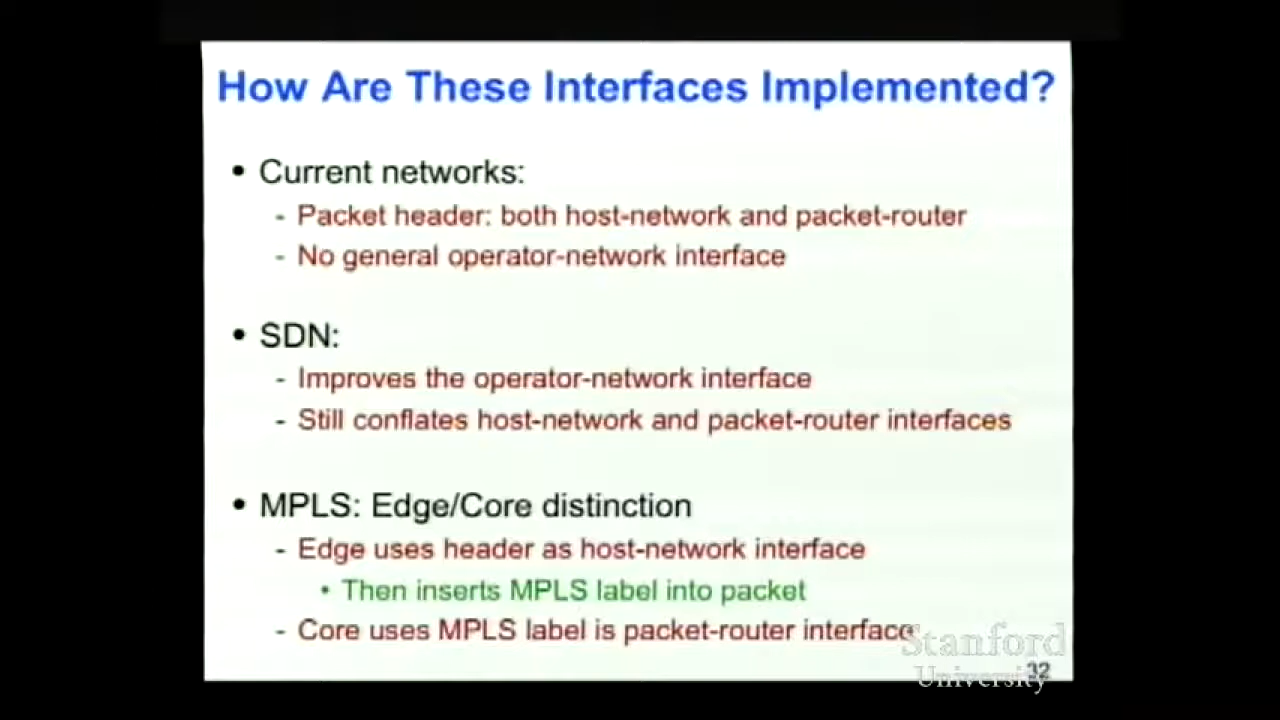 How Are These Interfaces Implemented?
• Current networks:
- Packet header: both host-network and packet-router
- No general operator-network interface
• SDN:
- Improves the operator-network interface
- Still conflates host-network and packet-router interfaces
• MPLS: Edge/Core distinction
- Edge uses header as host-network interface
• Then inserts MPLS label into packet
- Core uses MPLS label is packet-router interface
Stanford
University
32